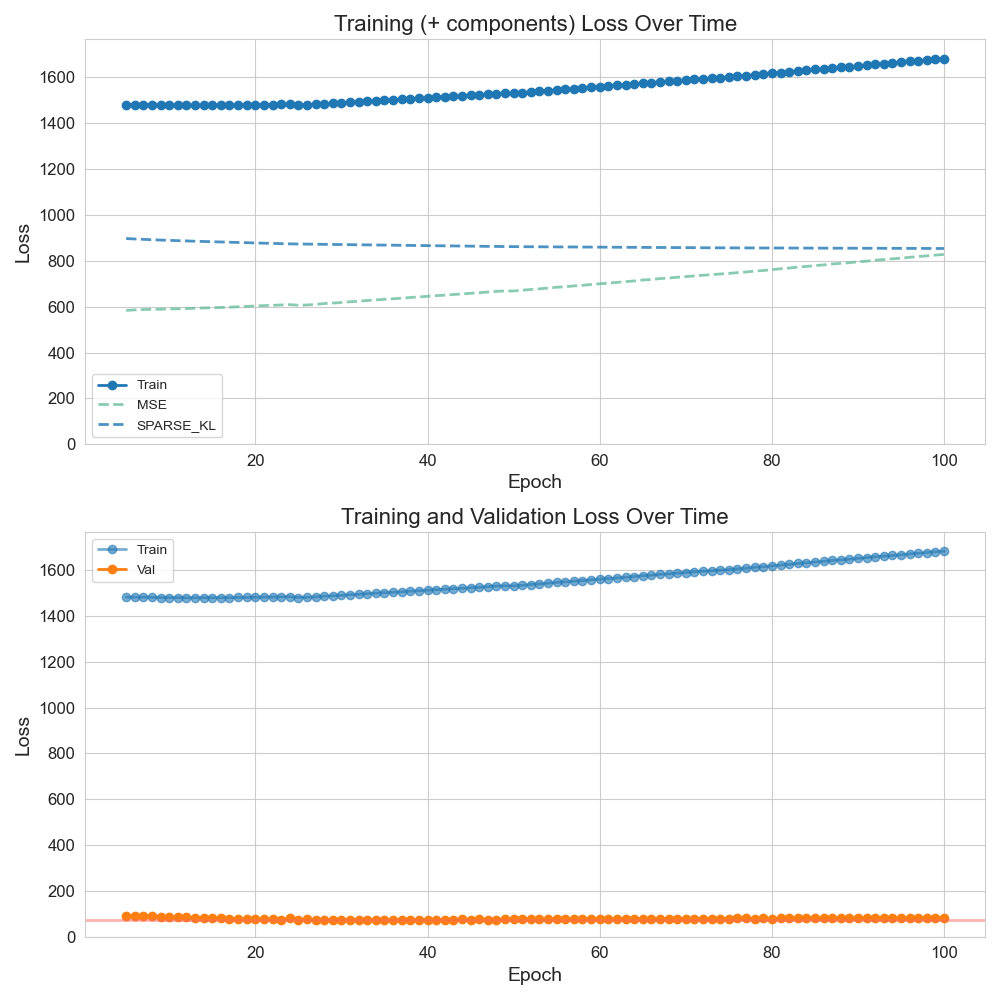 Training (+ components) Loss Over Time
Loss
1600
1400
1200
1000
800
600
400
200
0
Train
MSE
SPARSE_KL
20 40 60 80 100
Epoch
Training and Validation Loss Over Time
Loss
Train
Val
1600
1400
1200
1000
800
600
400
200
0
20 40 60 80 100
Epoch